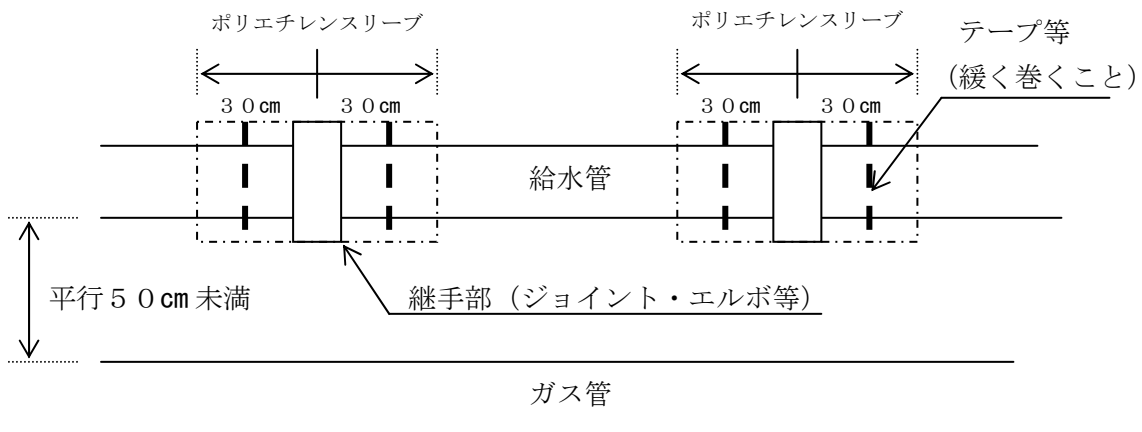 ポリエチレンスリーブ
ポリエチレンスリーブ
テープ等
(緩く巻くこと)
３０㎝
３０㎝
３０㎝
３０㎝
給水管
平行５０㎝未満
継手部（ジョイント・エルボ等）
ガス管